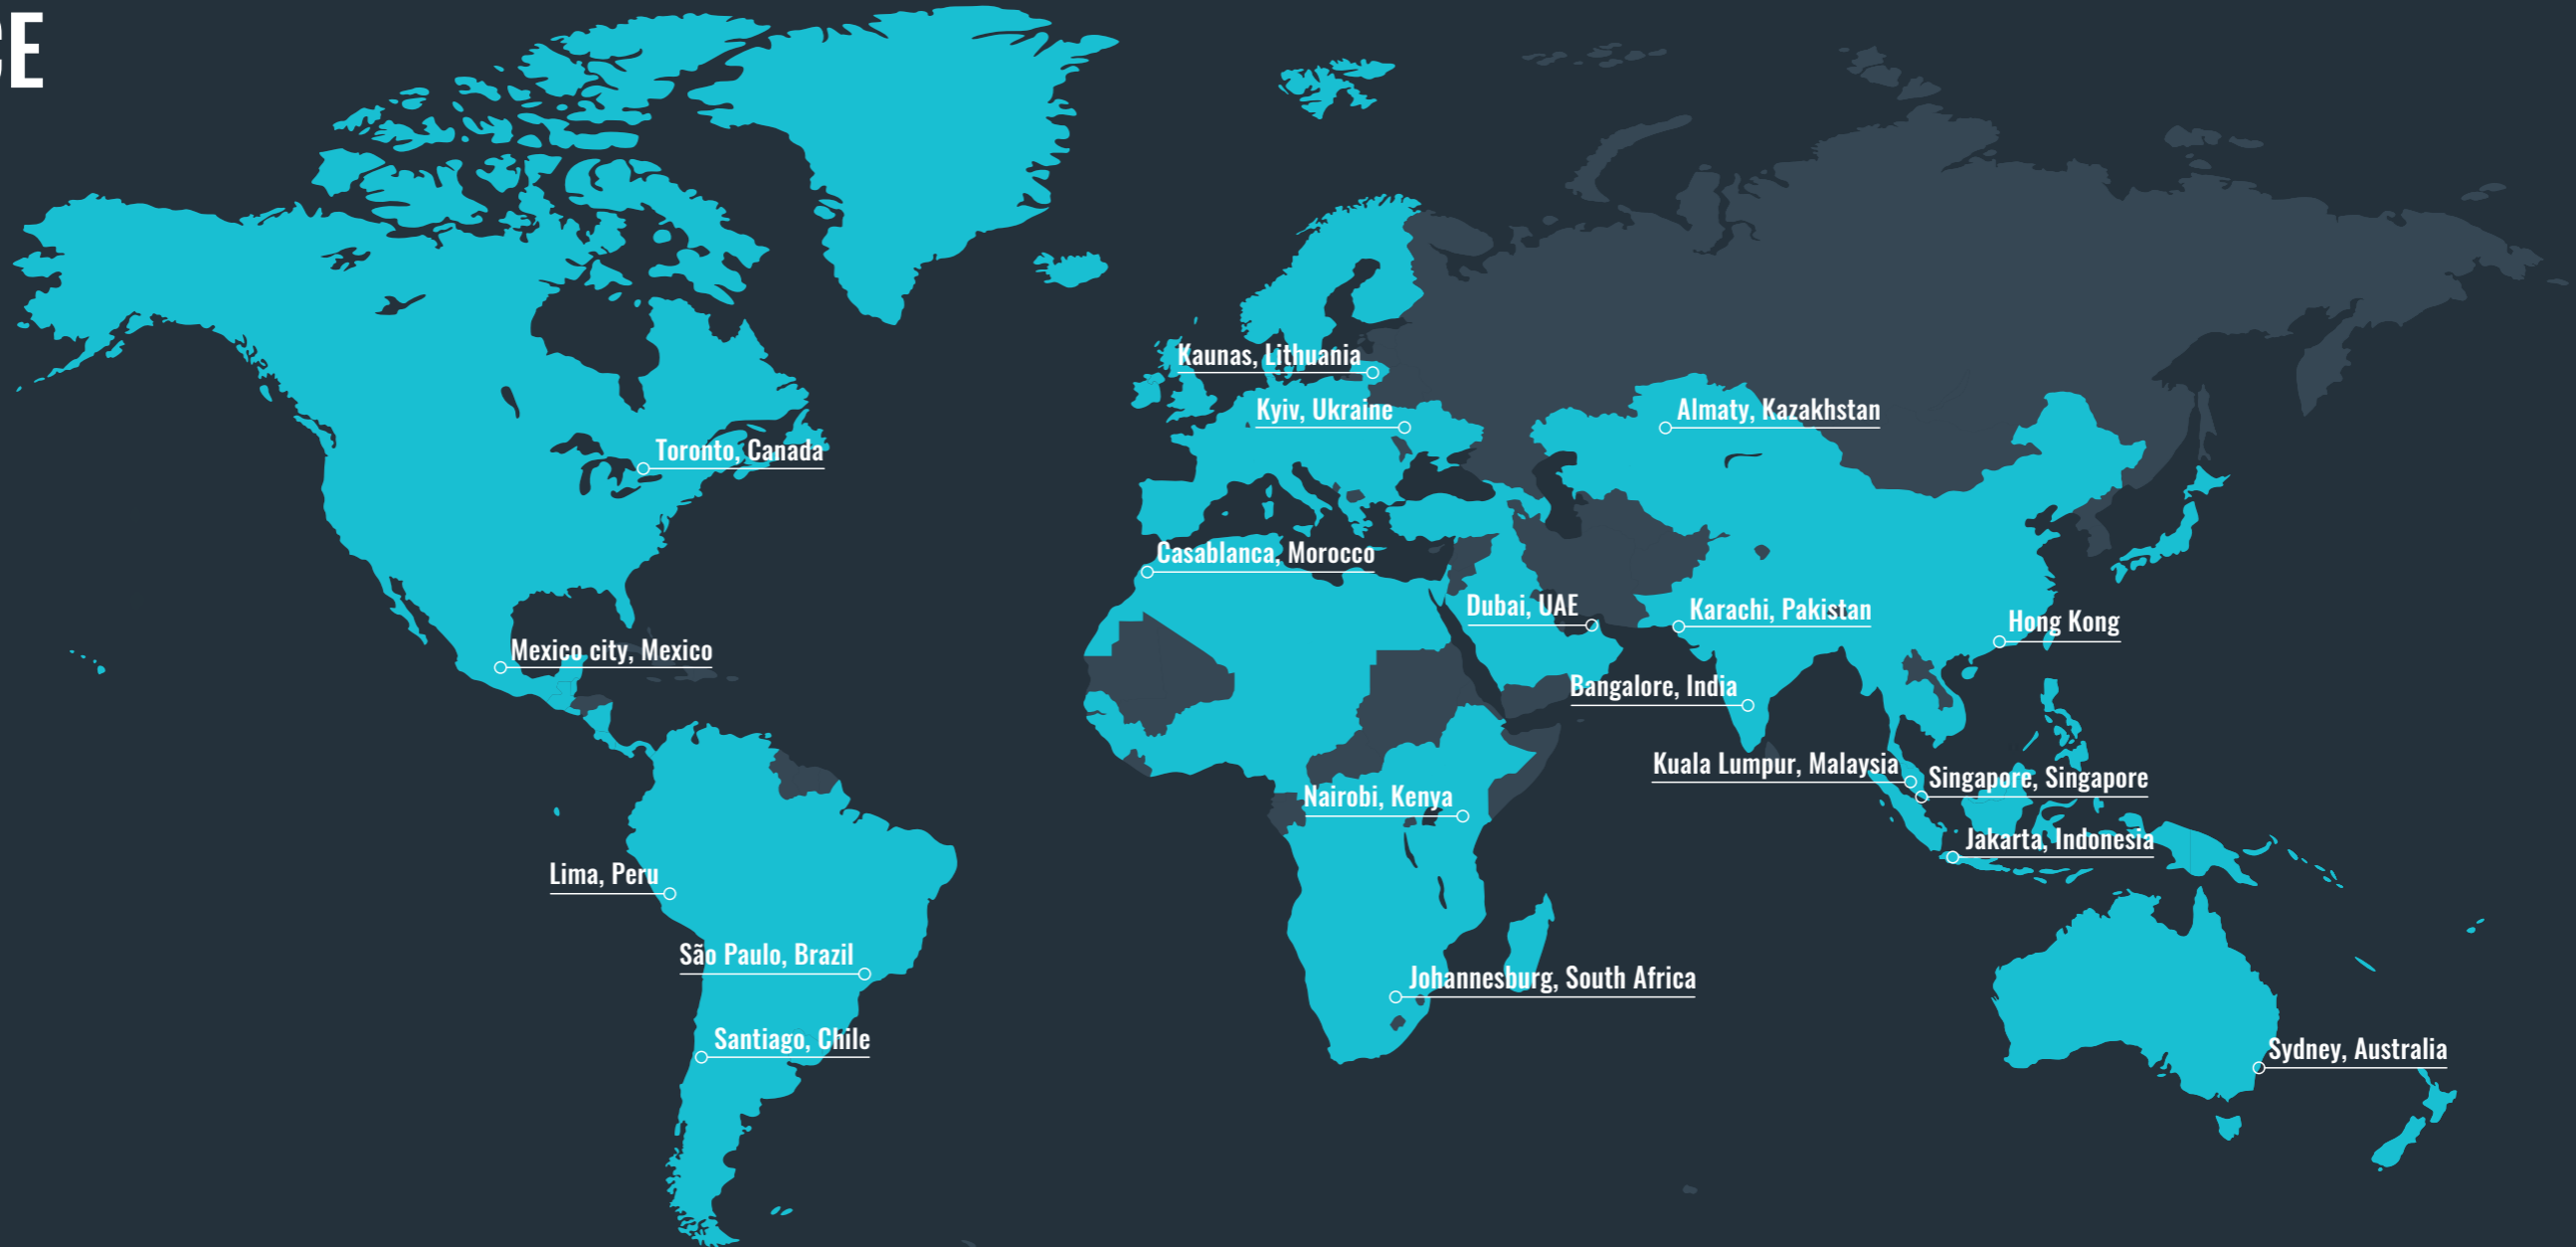 CE
Kaunas, Lithuania
Kyiv, Ukraine
Almaty, Kazakhstan
Toronto, Canada
Casablanca, Morocco
Dubai, UAE
Karachi, Pakistan
Hong Kong
Mexico city, Mexico
Bangalore, India
Kuala Lumpur, Malaysia
Singapore, Singapore
Nairobi, Kenya
Jakarta, Indonesia
Lima, Peru
São Paulo, Brazil
Johannesburg, South Africa
Santiago, Chile
Sydney, Australia